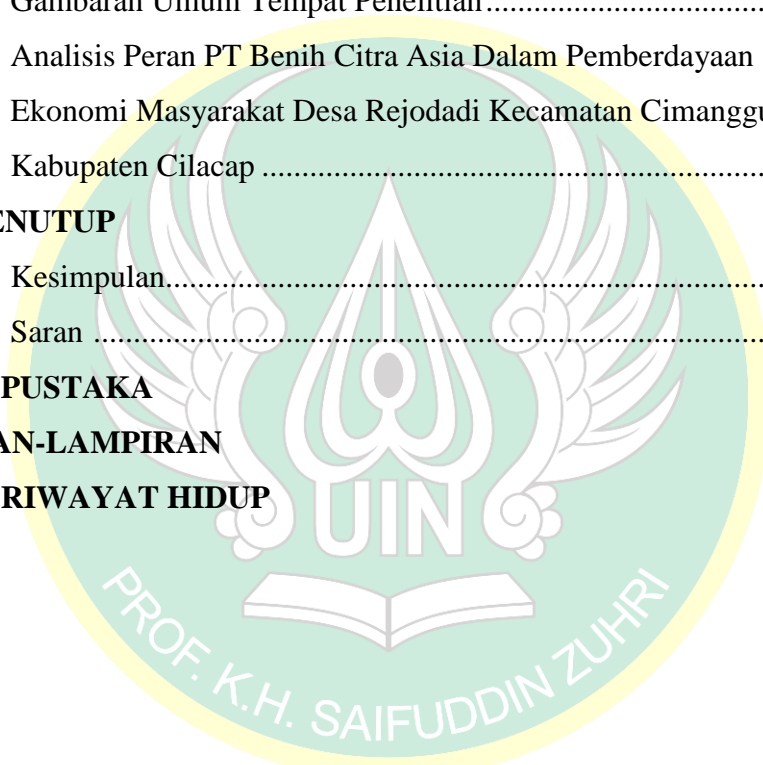 Gambaran Umum Tempat Penelitian..............................
Analisis Peran PT Benih Citra Asia Dalam Pemberdayaan
Ekonomi Masyarakat Desa Rejodadi Kecamatan Cimanggu
Kabupaten Cilacap ..............................................................
ENUTUP
Kesimpulan...........................................................................
Saran .....................................................................................
PUSTAKA
AN-LAMPIRAN
RIWAYAT HIDUP
UIN
PROF. K.H. SAIFUDDIN ZUHRI